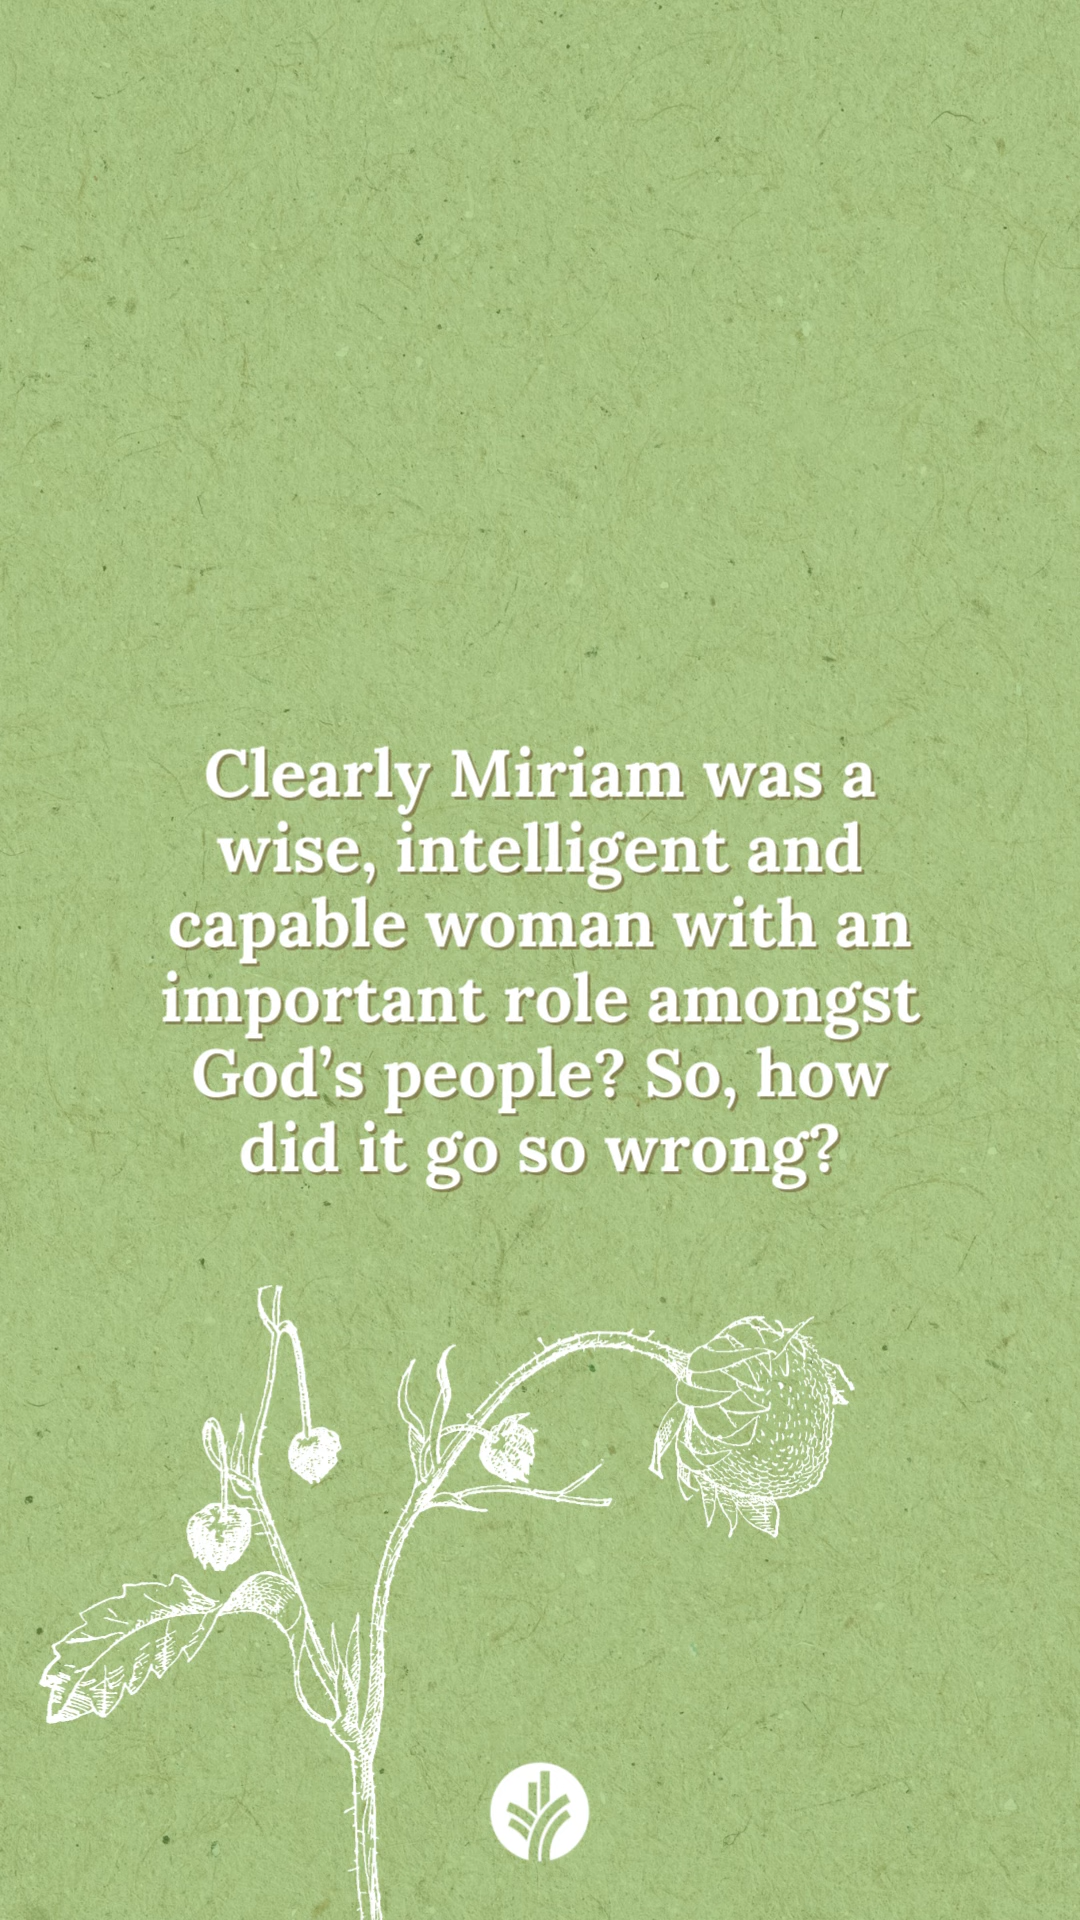 Clearly Miriam was a
wise, intelligent and
capable woman with an
important role amongst
God’s people? So, how
did it go so wrong?